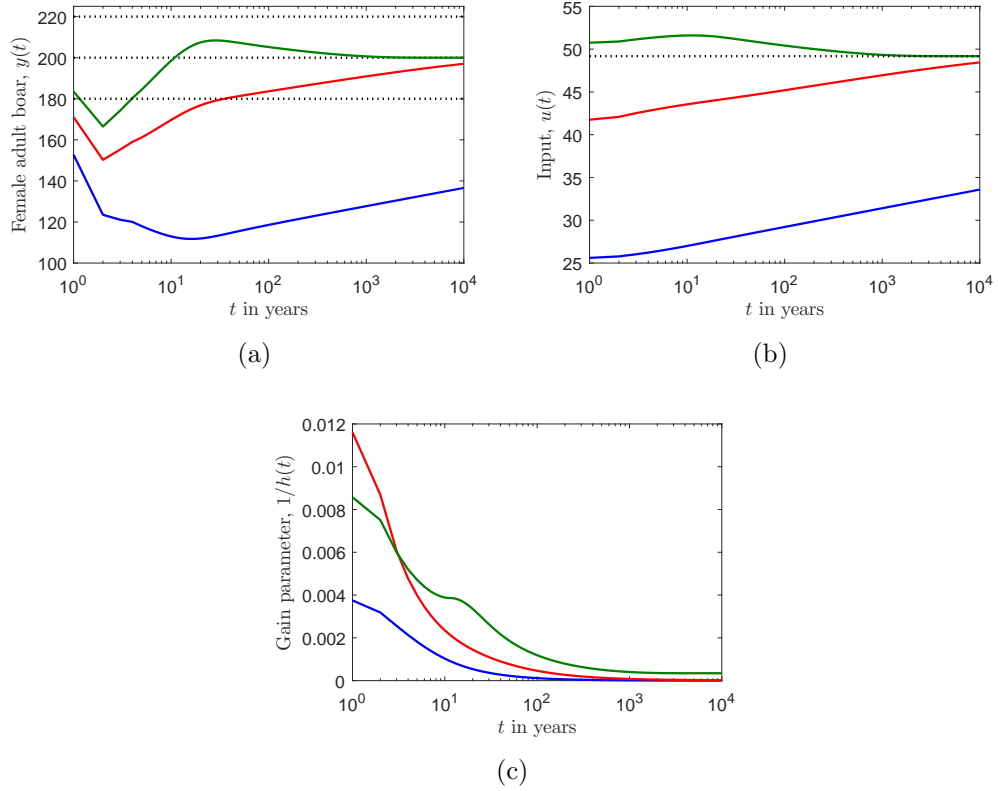 220
200
180
160
140
120
100
Female adult boar, y(t)
10^0 10^1 10^2 10^3 10^4
t in years
(a)
55
50
45
40
35
30
25
Input, u(t)
10^0 10^1 10^2 10^3 10^4
t in years
(b)
0.012
0.01
0.008
0.006
0.004
0.002
0
Gain parameter, 1/h(t)
10^0 10^1 10^2 10^3 10^4
t in years
(c)